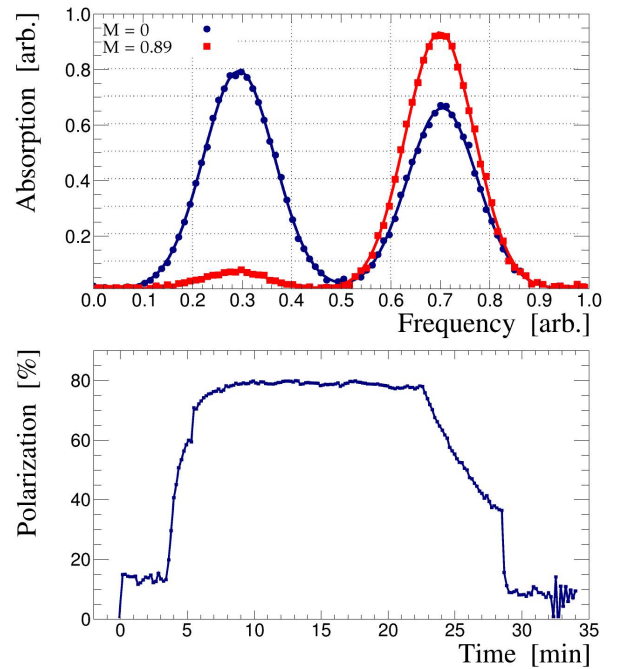 Absorption [arb.]
1.0
0.8
0.6
0.4
0.2
M = 0
M = 0.89
0.0 0.1 0.2 0.3 0.4 0.5 0.6 0.7 0.8 0.9 1.0
Frequency [arb.]
Polarization [%]
80
60
40
20
0
0 5 10 15 20 25 30 35
Time [min]